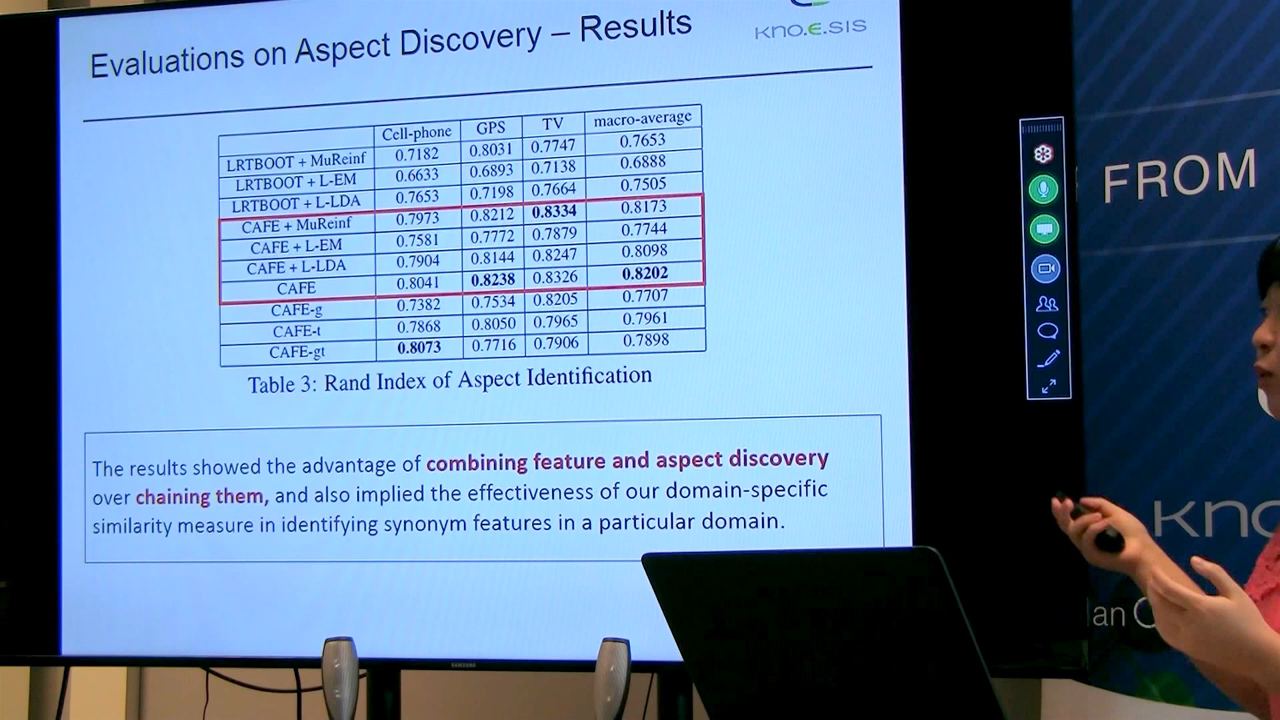 Evaluations on Aspect Discovery – Results
kno.e.sis
Cell-phone GPS TV macro-average
LRTBOOT + MuReinf 0.7182 0.8031 0.7747 0.7653
LRTBOOT + L-EM 0.6633 0.6893 0.7138 0.6888
LRTBOOT + L-LDA 0.7653 0.7198 0.7664 0.7505
CAFE + MuReinf 0.7973 0.8212 0.8334 0.8173
CAFE + L-EM 0.7581 0.7772 0.7879 0.7744
CAFE + L-LDA 0.7904 0.8144 0.8247 0.8098
CAFE 0.8041 0.8238 0.8326 0.8202
CAFE-g 0.7382 0.7534 0.8205 0.7707
CAFE-t 0.7868 0.8050 0.7965 0.7961
CAFE-gt 0.8073 0.7716 0.7906 0.7898
Table 3: Rand Index of Aspect Identification
The results showed the advantage of combining feature and aspect discovery
over chaining them, and also implied the effectiveness of our domain-specific
similarity measure in identifying synonym features in a particular domain.
SAMSUNG
FROM
kno